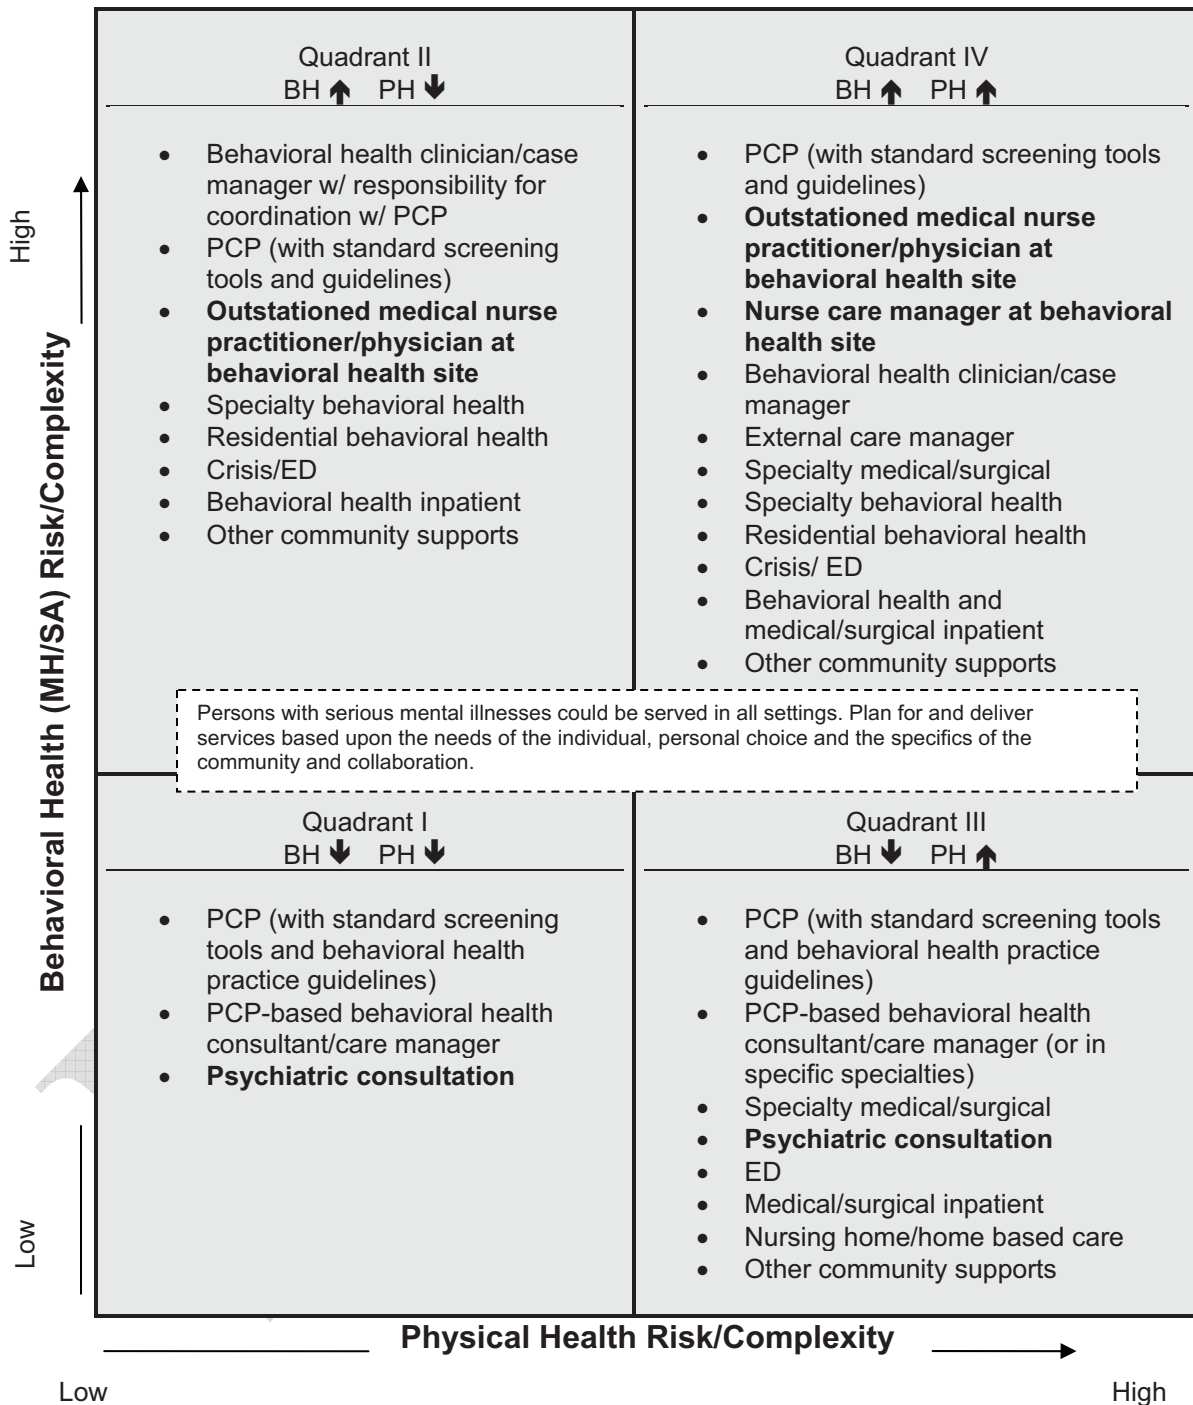 Quadrant II
BH 🡹 PH 🡻
• Behavioral health clinician/case
manager w/ responsibility for
coordination w/ PCP
• PCP (with standard screening
tools and guidelines)
• Outstationed medical nurse
practitioner/physician at
behavioral health site
• Specialty behavioral health
• Residential behavioral health
• Crisis/ED
• Behavioral health inpatient
• Other community supports
Quadrant IV
BH 🡹 PH 🡹
• PCP (with standard screening tools
and guidelines)
• Outstationed medical nurse
practitioner/physician at
behavioral health site
• Nurse care manager at behavioral
health site
• Behavioral health clinician/case
manager
• External care manager
• Specialty medical/surgical
• Specialty behavioral health
• Residential behavioral health
• Crisis/ ED
• Behavioral health and
medical/surgical inpatient
• Other community supports
Persons with serious mental illnesses could be served in all settings. Plan for and deliver
services based upon the needs of the individual, personal choice and the specifics of the
community and collaboration.
Quadrant I
BH 🡻 PH 🡻
• PCP (with standard screening
tools and behavioral health
practice guidelines)
• PCP-based behavioral health
consultant/care manager
• Psychiatric consultation
Quadrant III
BH 🡻 PH 🡹
• PCP (with standard screening tools
and behavioral health practice
guidelines)
• PCP-based behavioral health
consultant/care manager (or in
specific specialties)
• Specialty medical/surgical
• Psychiatric consultation
• ED
• Medical/surgical inpatient
• Nursing home/home based care
• Other community supports
High
Behavioral Health (MH/SA) Risk/Complexity
Low
Physical Health Risk/Complexity
Low
High